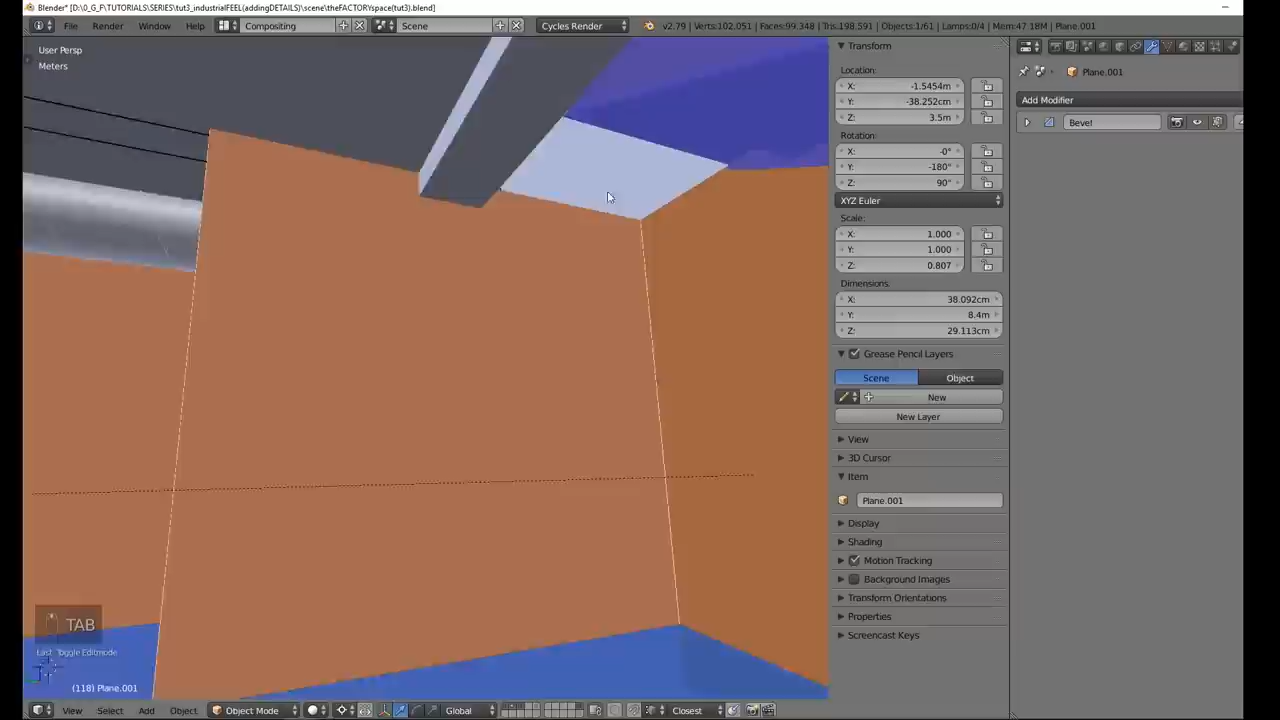 Blender* [D:\0_G_F\TUTORIALS\SERIES\tut3_industrialFEEL(addingDETAILS)\scene\theFACTORYspace(tut3).blend]
File Render Window Help Compositing Scene Cycles Render v2.79 | Verts:102.051 | Faces:99.348 | Tris:198.591 | Objects:1/61 | Lamps:0/4 | Mem:47.18M | Plane.001
User Persp
Meters
Transform
Location:
X: -1.5454m
Y: -38.252cm
Z: 3.5m
Rotation:
X: -0°
Y: -180°
Z: 90°
XYZ Euler
Scale:
X: 1.000
Y: 1.000
Z: 0.807
Dimensions:
X: 38.092cm
Y: 8.4m
Z: 29.113cm
Grease Pencil Layers
Scene Object
New
New Layer
View
3D Cursor
Item
Plane.001
Display
Shading
Motion Tracking
Background Images
Transform Orientations
Properties
Screencast Keys
Plane.001
Add Modifier
Bevel
TAB
Last: Toggle Editmode
(118) Plane.001
View Select Add Object Object Mode Global Closest